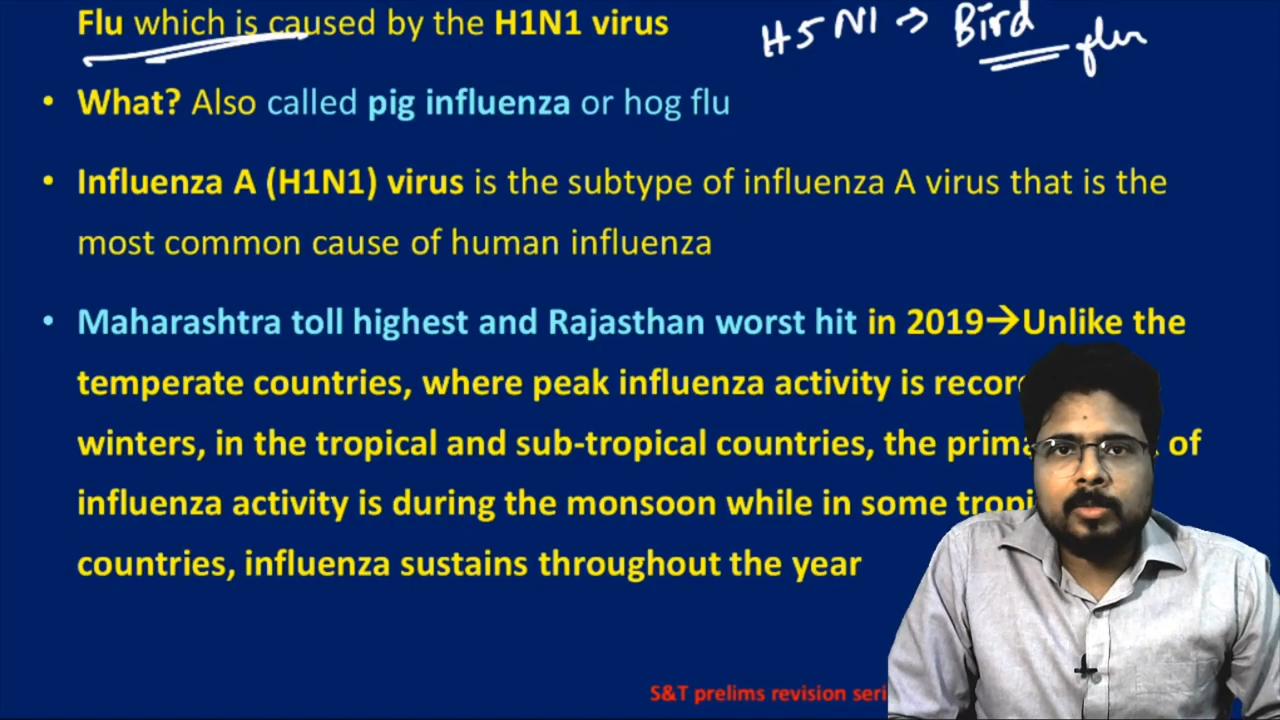 Flu which is caused by the H1N1 virus
H5N1 → Bird flu
• What? Also called pig influenza or hog flu
• Influenza A (H1N1) virus is the subtype of influenza A virus that is the
most common cause of human influenza
• Maharashtra toll highest and Rajasthan worst hit in 2019→Unlike the
temperate countries, where peak influenza activity is
winters, in the tropical and sub-tropical countries, the of
influenza activity is during the monsoon while in some
countries, influenza sustains throughout the year
S&T prelims revision